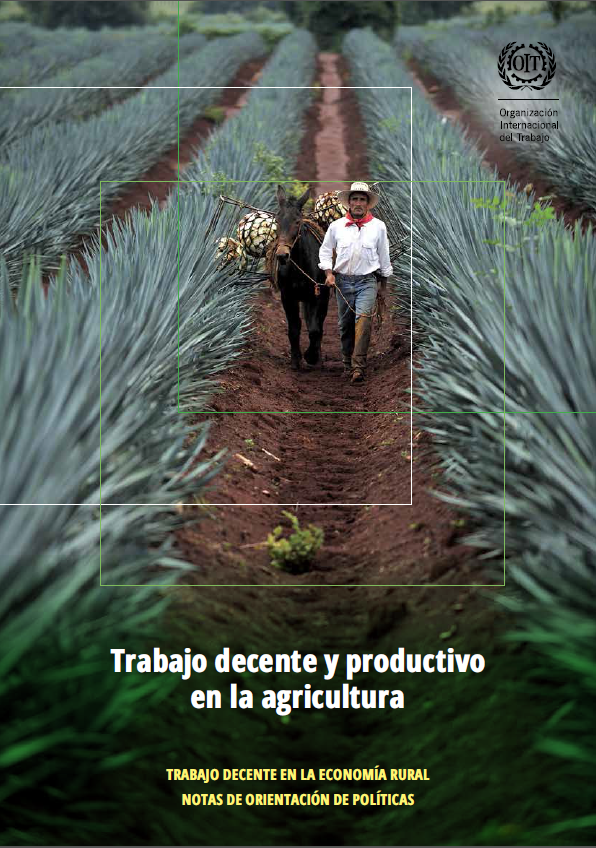 OIT
Organización
Internacional
del Trabajo
Trabajo decente y productivo
en la agricultura
TRABAJO DECENTE EN LA ECONOMÍA RURAL
NOTAS DE ORIENTACIÓN DE POLÍTICAS